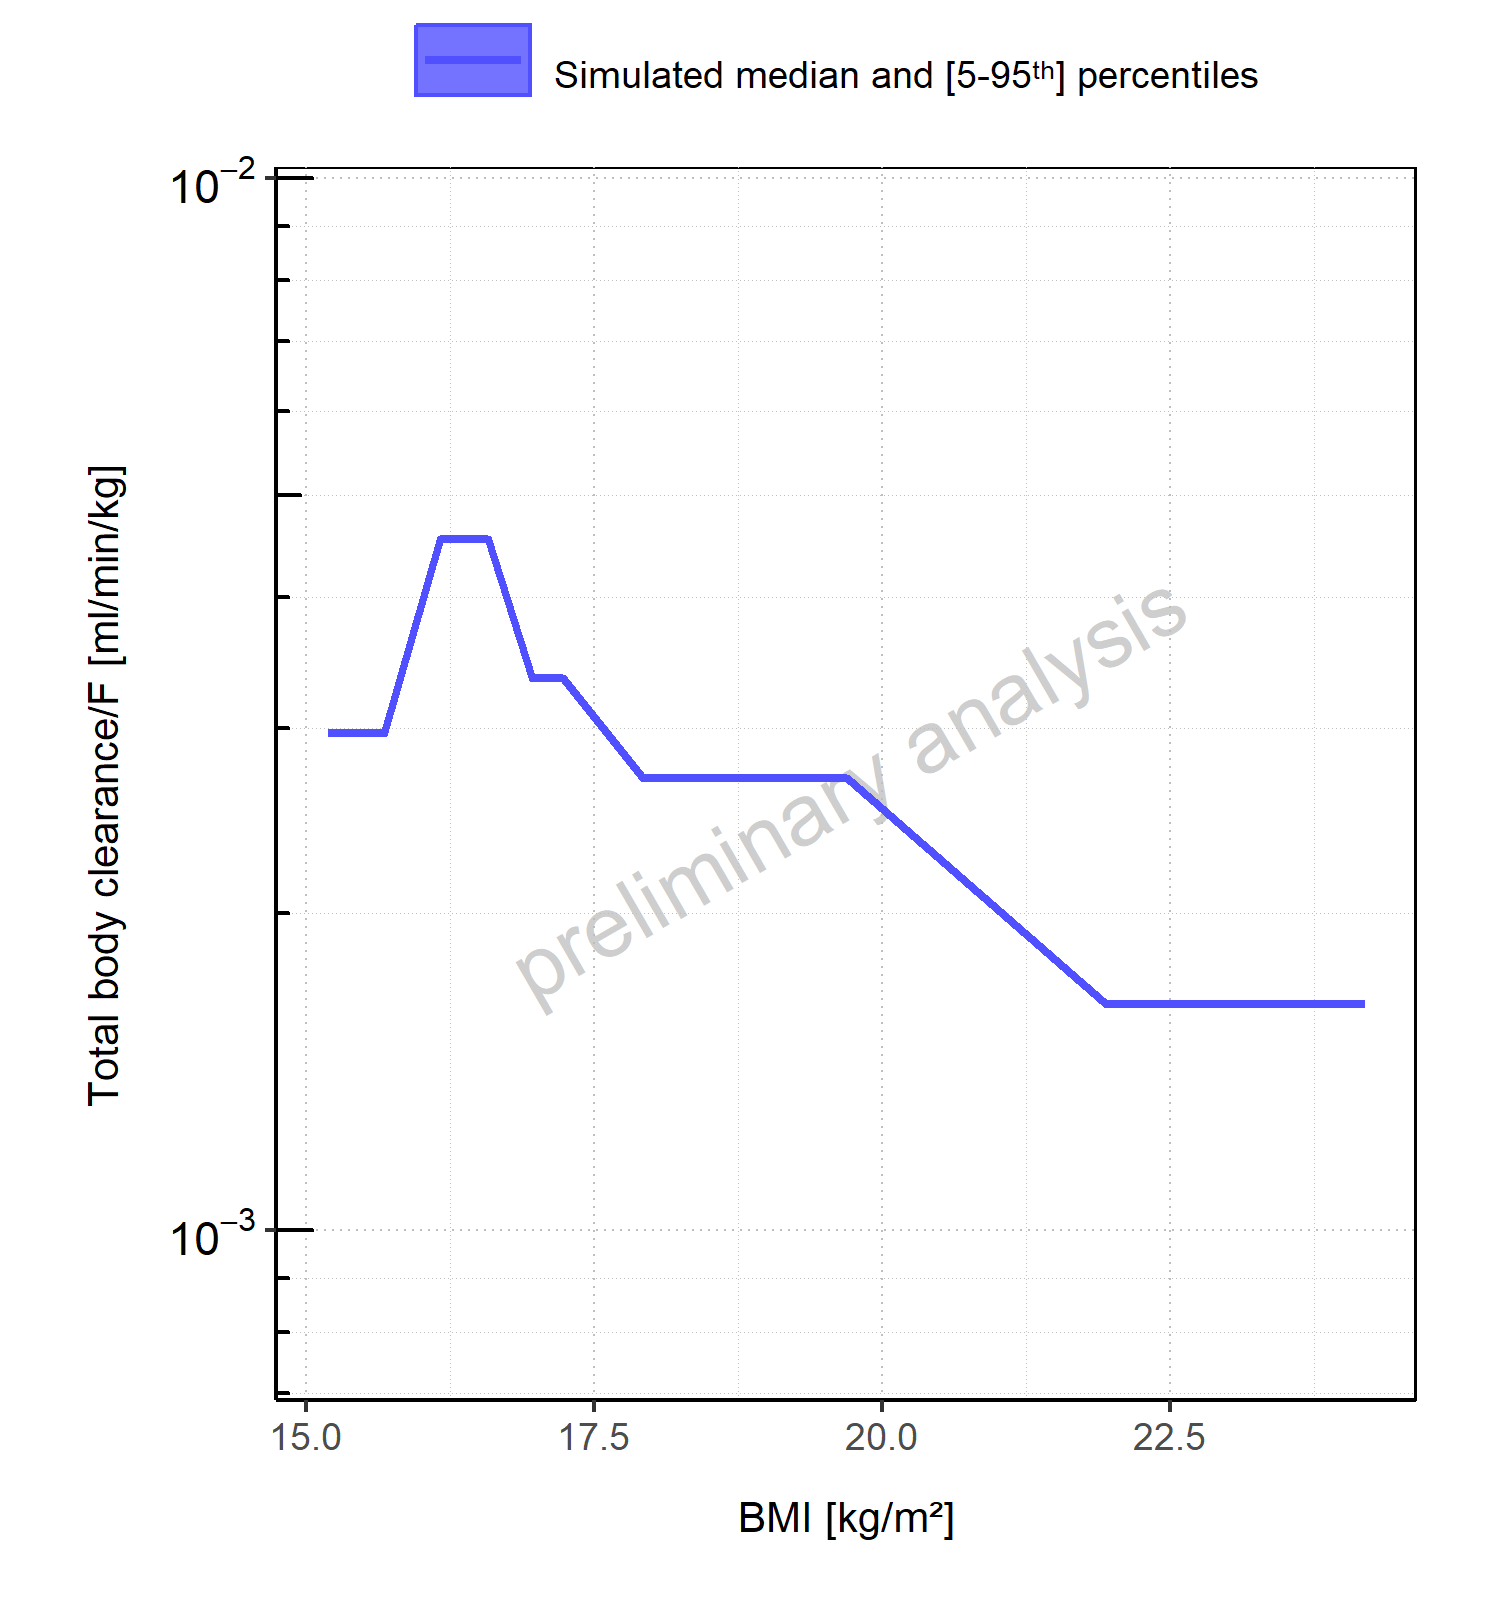 Simulated median and [5-95ᵗʰ] percentiles
10⁻²
10⁻³
Total body clearance/F [ml/min/kg]
preliminary analysis
15.0 17.5 20.0 22.5
BMI [kg/m²]